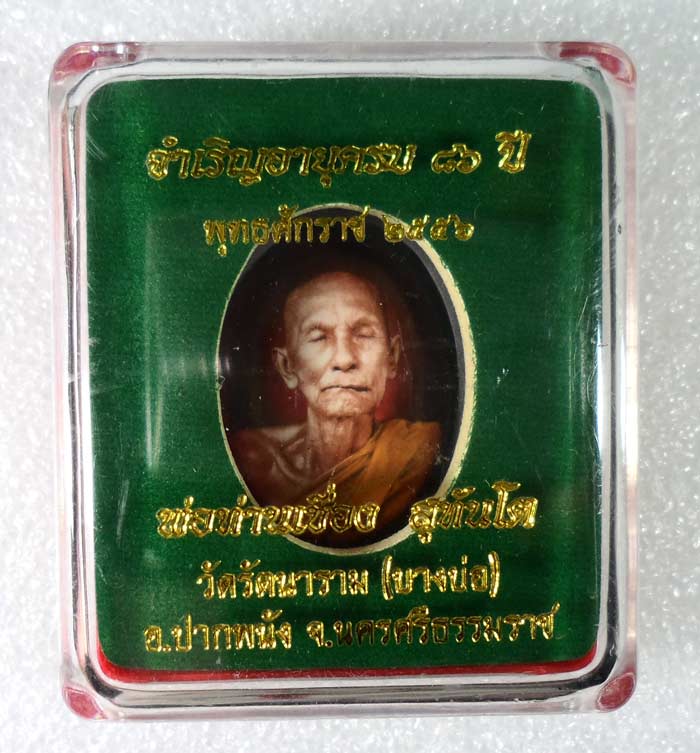 จำเริญอายุครบ ๘๖ ปี
พุทธศักราช ๒๕๕๖
พ่อท่านเขื่อง สูทันโต
วัดรัตนาราม (บางบ่อ)
อ.ปากพนัง จ.นครศรีธรรมราช